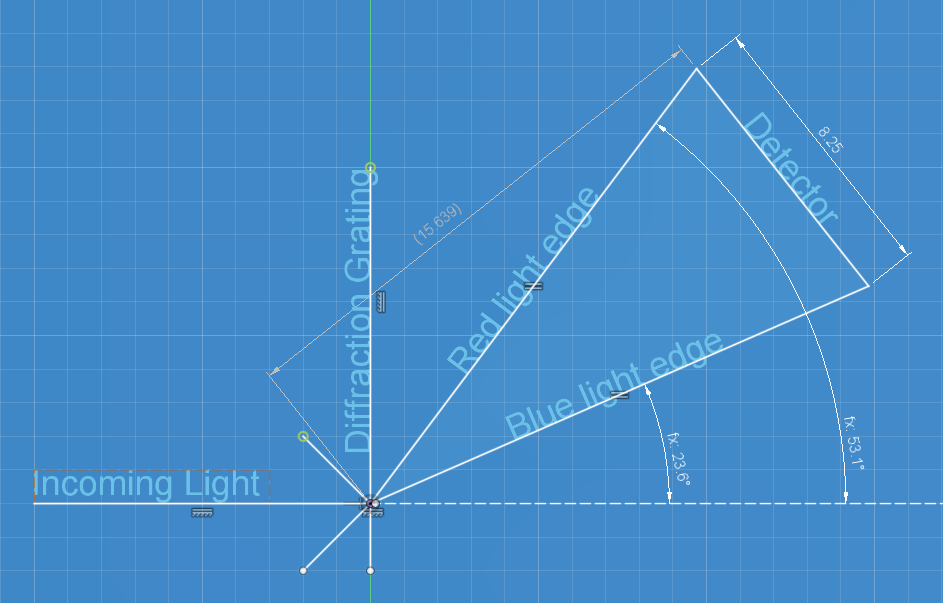 8.25
Detector
(15.639)
Diffraction Grating
Red light edge
Blue light edge
fx: 53.1°
fx: 23.6°
Incoming Light